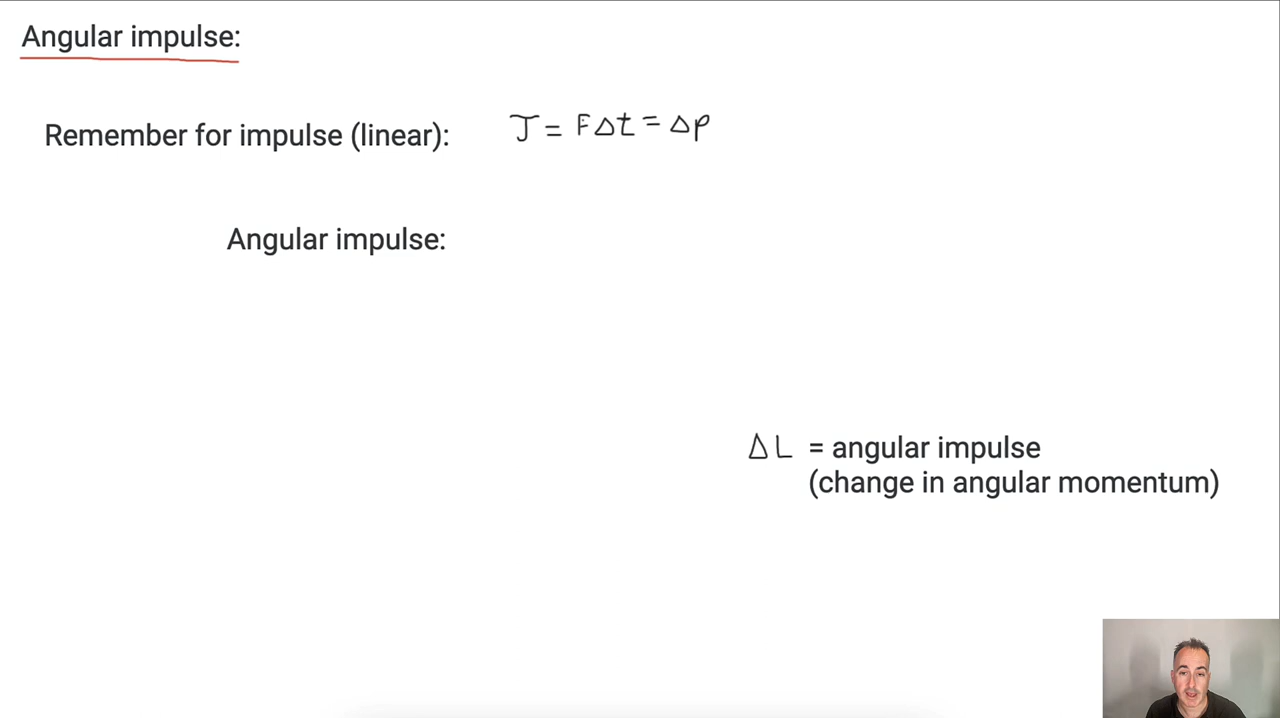 Angular impulse:
Remember for impulse (linear): J = FΔt = Δp
Angular impulse:
ΔL = angular impulse
(change in angular momentum)